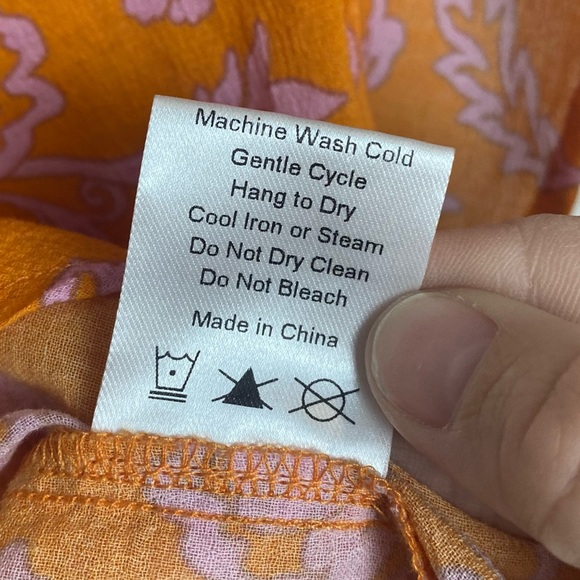 Machine Wash Cold
Gentle Cycle
Hang to Dry
Cool Iron or Steam
Do Not Dry Clean
Do Not Bleach
Made in China